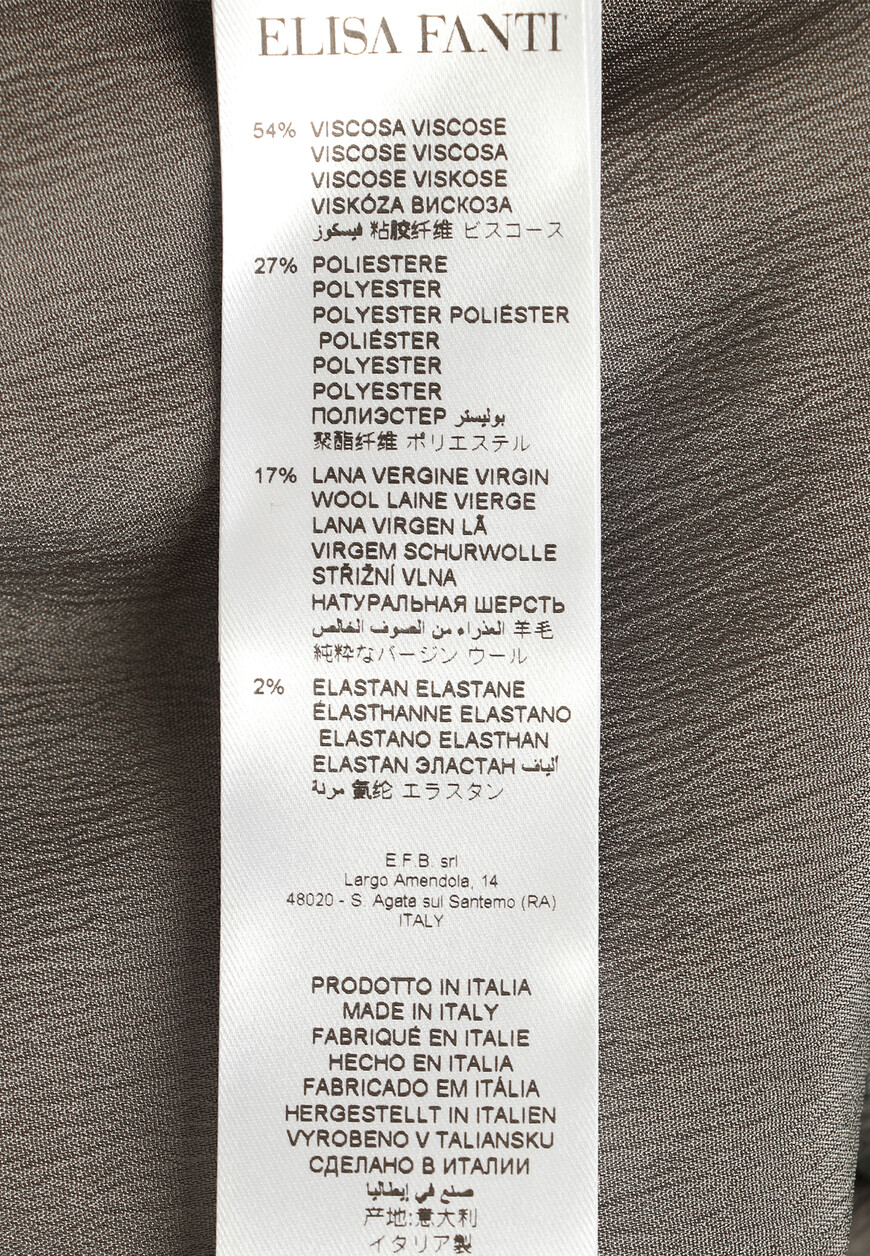 ELISA FANTI
54% VISCOSA VISCOSE
VISCOSE VISCOSA
VISCOSE VISKOSE
VISKÓZA ВИСКОЗА
فيسكوز 粘胶纤维 ビスコース
27% POLIESTERE
POLYESTER
POLYESTER POLIÉSTER
POLIÉSTER
POLYESTER
POLYESTER
ПОЛИЭСТЕР بوليستر
聚酯纤维 ポリエステル
17% LANA VERGINE VIRGIN
WOOL LAINE VIERGE
LANA VIRGEN LÃ
VIRGEM SCHURWOLLE
STŘIŽNÍ VLNA
НАТУРАЛЬНАЯ ШЕРСТЬ
العذراء من الصوف الخالص 羊毛
純粋なバージン ウール
2% ELASTAN ELASTANE
ÉLASTHANNE ELASTANO
ELASTANO ELASTHAN
ELASTAN ЭЛАСТАН ألياف
مرنة 氨纶 エラスタン
E.F.B. srl
Largo Amendola, 14
48020 - S. Agata sul Santerno (RA)
ITALY
PRODOTTO IN ITALIA
MADE IN ITALY
FABRIQUÉ EN ITALIE
HECHO EN ITALIA
FABRICADO EM ITÁLIA
HERGESTELLT IN ITALIEN
VYROBENO V TALIANSKU
СДЕЛАНО В ИТАЛИИ
صنع في إيطاليا
产地:意大利
イタリア製